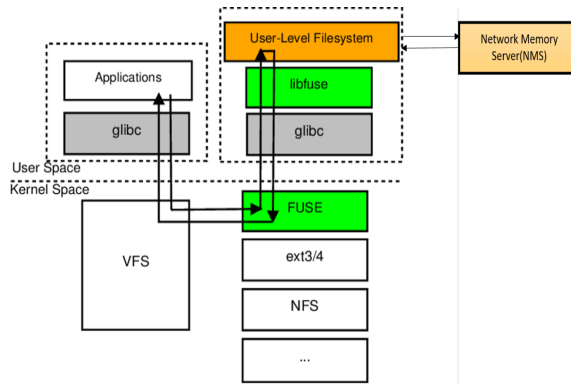 User-Level Filesystem
Network Memory
Server(NMS)
Applications
libfuse
glibc
glibc
User Space
Kernel Space
FUSE
VFS
ext3/4
NFS
...